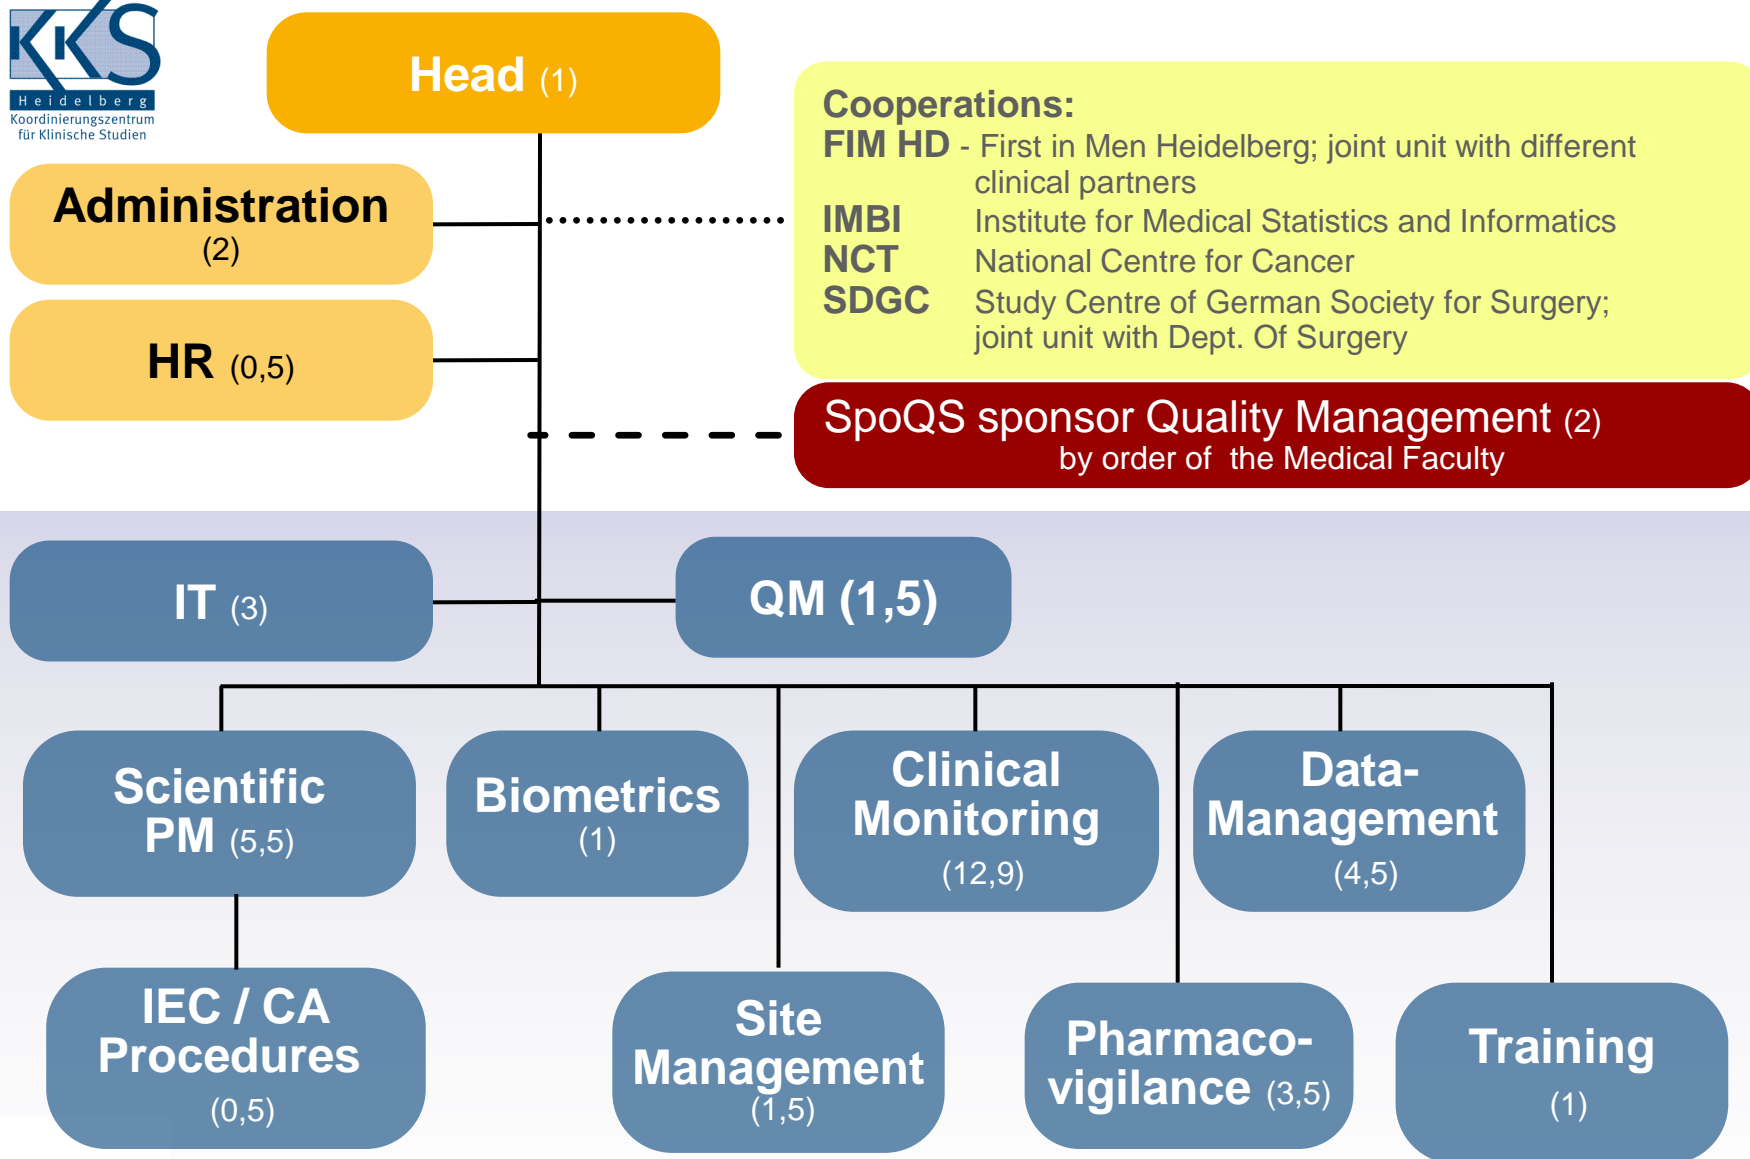 KKS
Heidelberg
Koordinierungszentrum
für Klinische Studien
Head (1)
Administration
(2)
HR (0,5)
Cooperations:
FIM HD - First in Men Heidelberg; joint unit with different
clinical partners
IMBI Institute for Medical Statistics and Informatics
NCT National Centre for Cancer
SDGC Study Centre of German Society for Surgery;
joint unit with Dept. Of Surgery
SpoQS sponsor Quality Management (2)
by order of the Medical Faculty
IT (3)
QM (1,5)
Scientific
PM (5,5)
Biometrics
(1)
Clinical
Monitoring
(12,9)
Data-
Management
(4,5)
IEC / CA
Procedures
(0,5)
Site
Management
(1,5)
Pharmaco-
vigilance (3,5)
Training
(1)